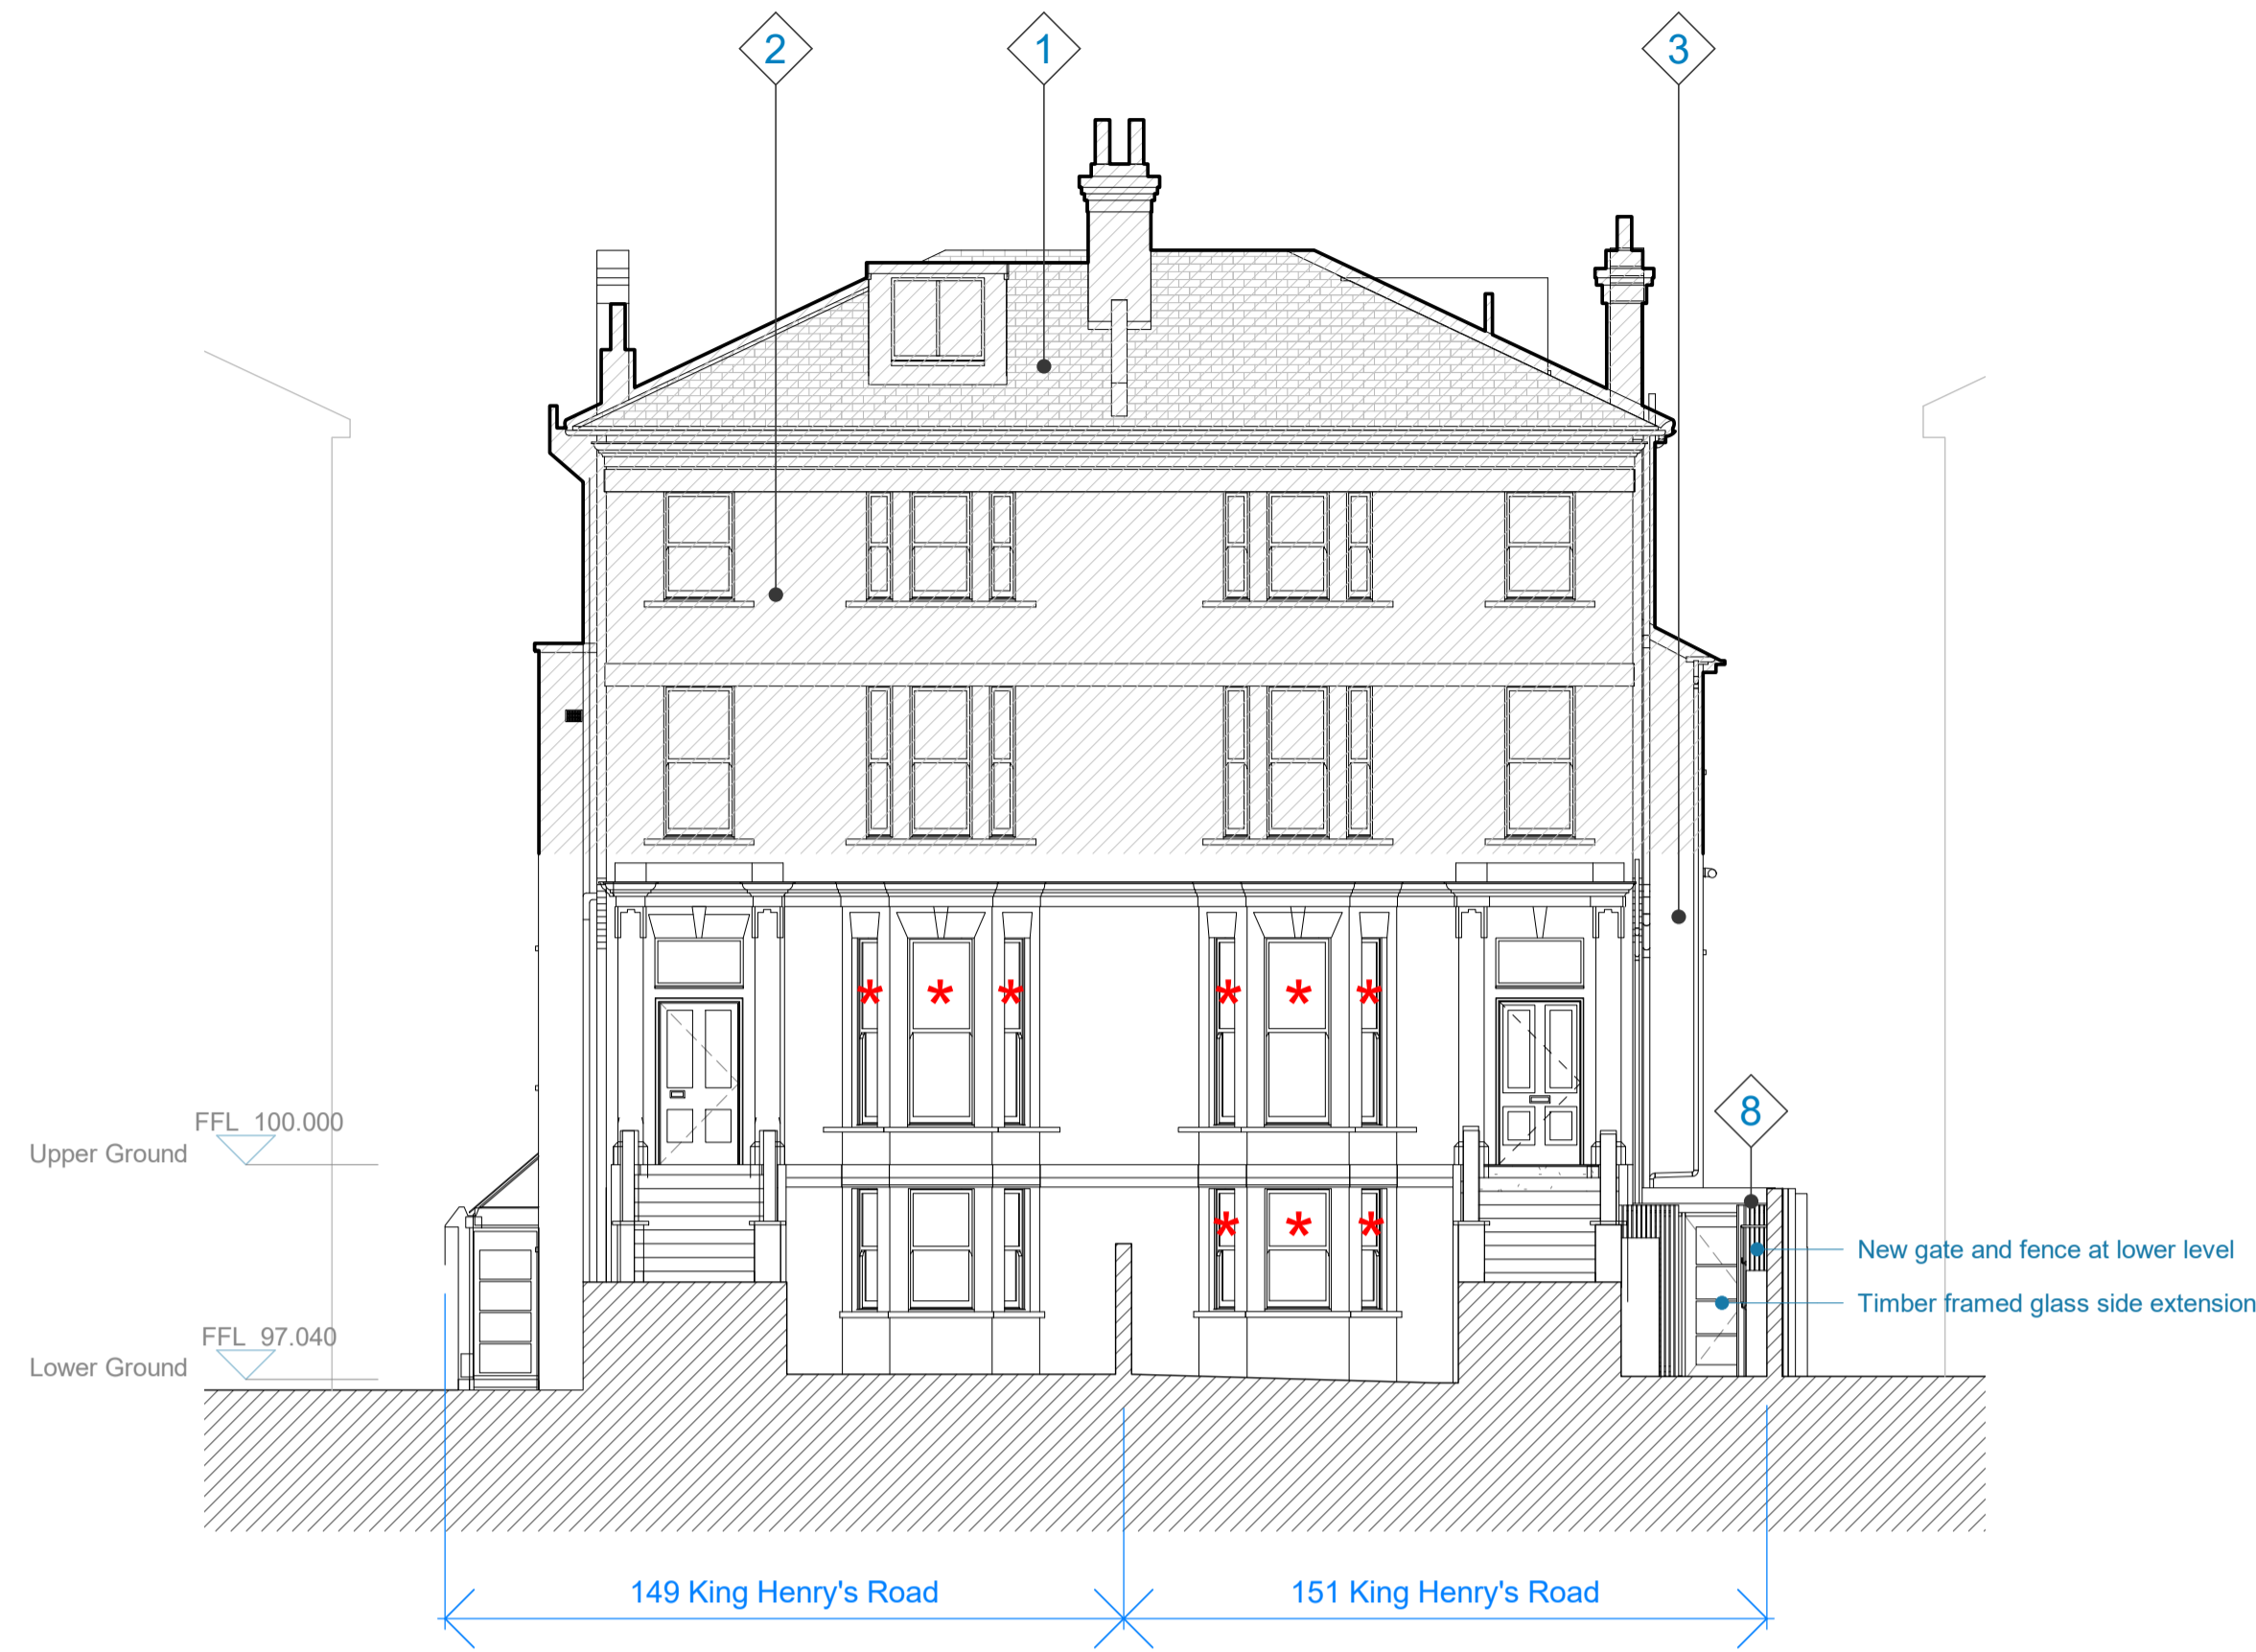 2
1
3
FFL 100.000
Upper Ground
8
New gate and fence at lower level
Timber framed glass side extension
FFL 97.040
Lower Ground
* * * * * *
* * *
149 King Henry's Road
151 King Henry's Road